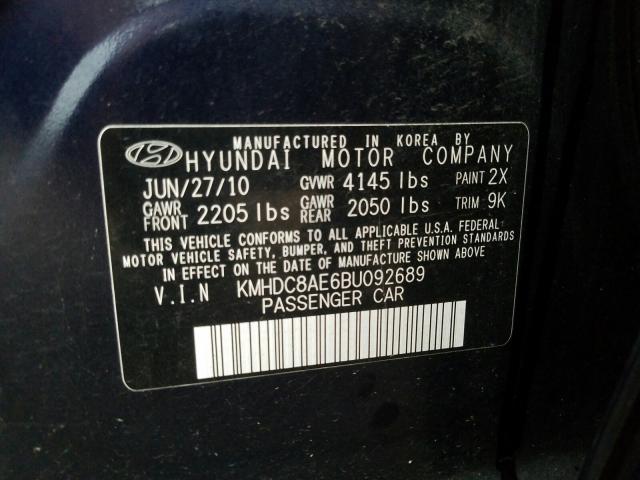 MANUFACTURED IN KOREA BY
HYUNDAI MOTOR COMPANY
JUN/27/10 GVWR 4145 lbs PAINT 2X
GAWR FRONT 2205 lbs GAWR REAR 2050 lbs TRIM 9K
THIS VEHICLE CONFORMS TO ALL APPLICABLE U.S.A. FEDERAL
MOTOR VEHICLE SAFETY, BUMPER, AND THEFT PREVENTION STANDARDS
IN EFFECT ON THE DATE OF MANUFACTURE SHOWN ABOVE
V.I.N KMHDC8AE6BU092689
PASSENGER CAR